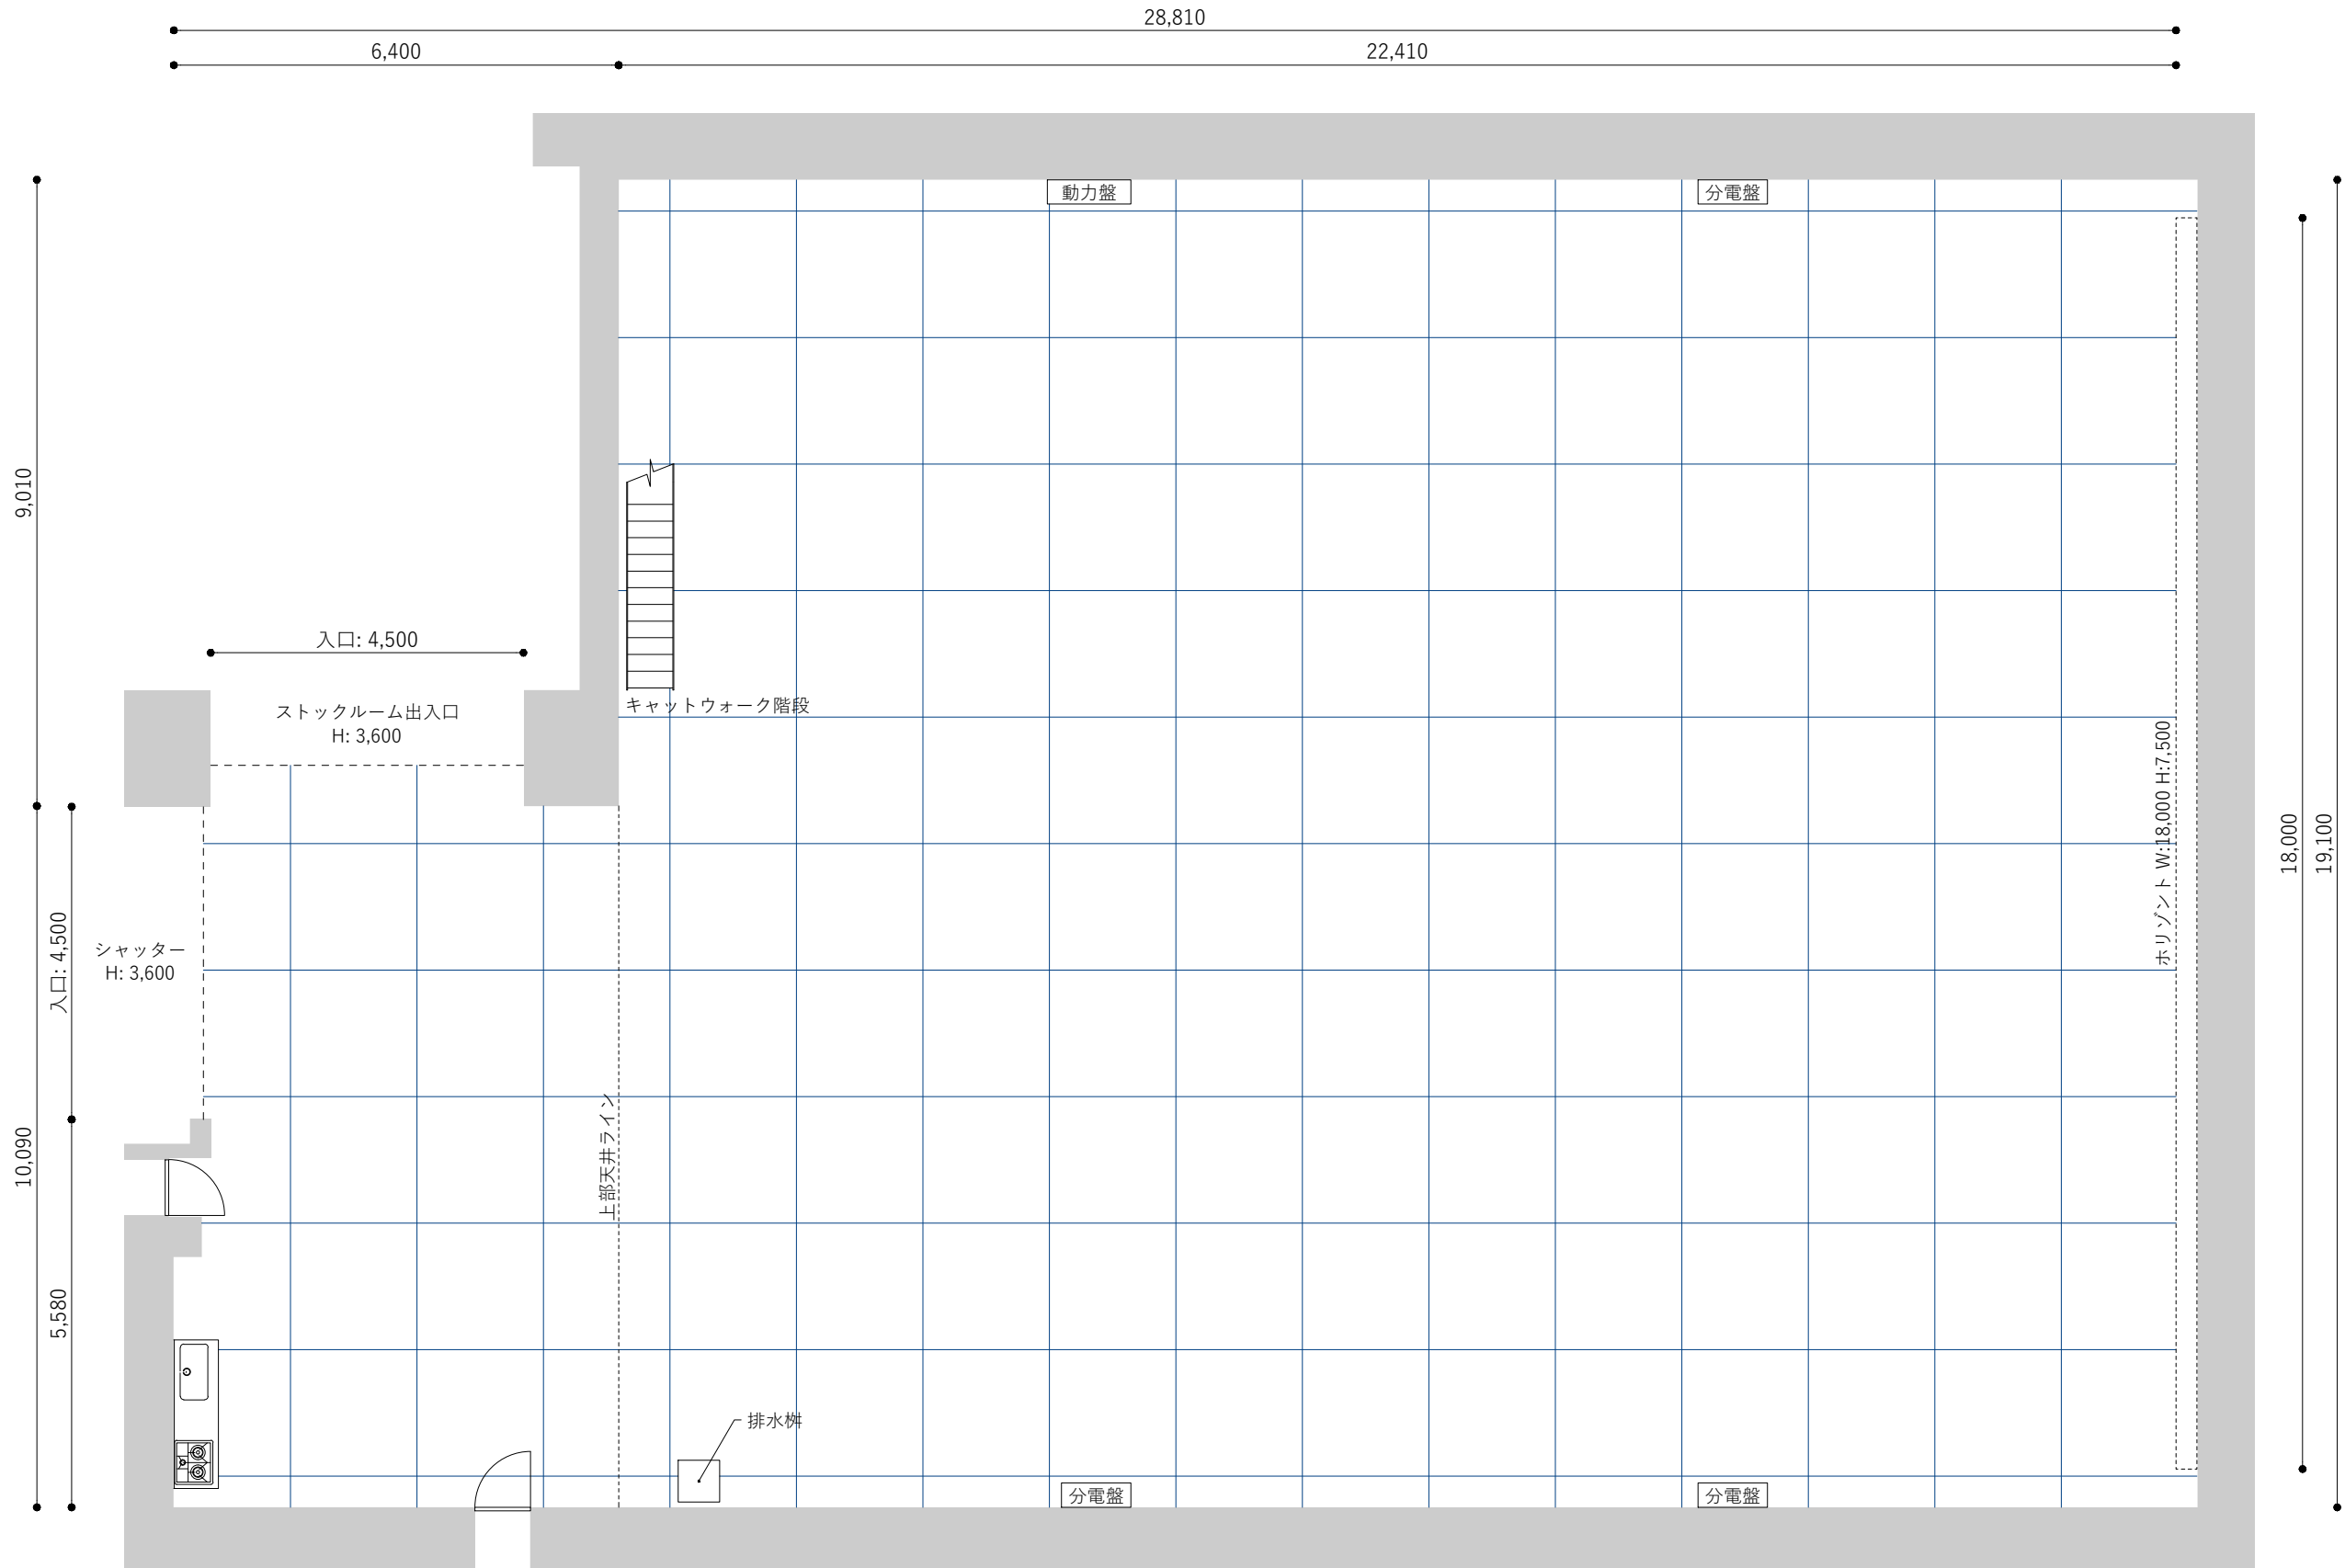 28,810
6,400
22,410
動力盤
分電盤
9,010
入口: 4,500
ストックルーム出入口
H: 3,600
キャットウォーク階段
ホリゾント W:18,000 H:7,500
18,000
19,100
入口: 4,500
シャッター
H: 3,600
10,090
上部天井ライン
5,580
排水桝
分電盤
分電盤